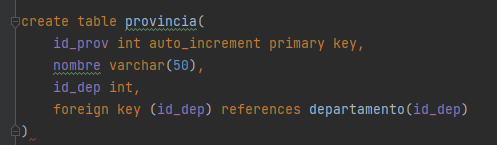 create table provincia(
id_prov int auto_increment primary key,
nombre varchar(50),
id_dep int,
foreign key (id_dep) references departamento(id_dep)
)